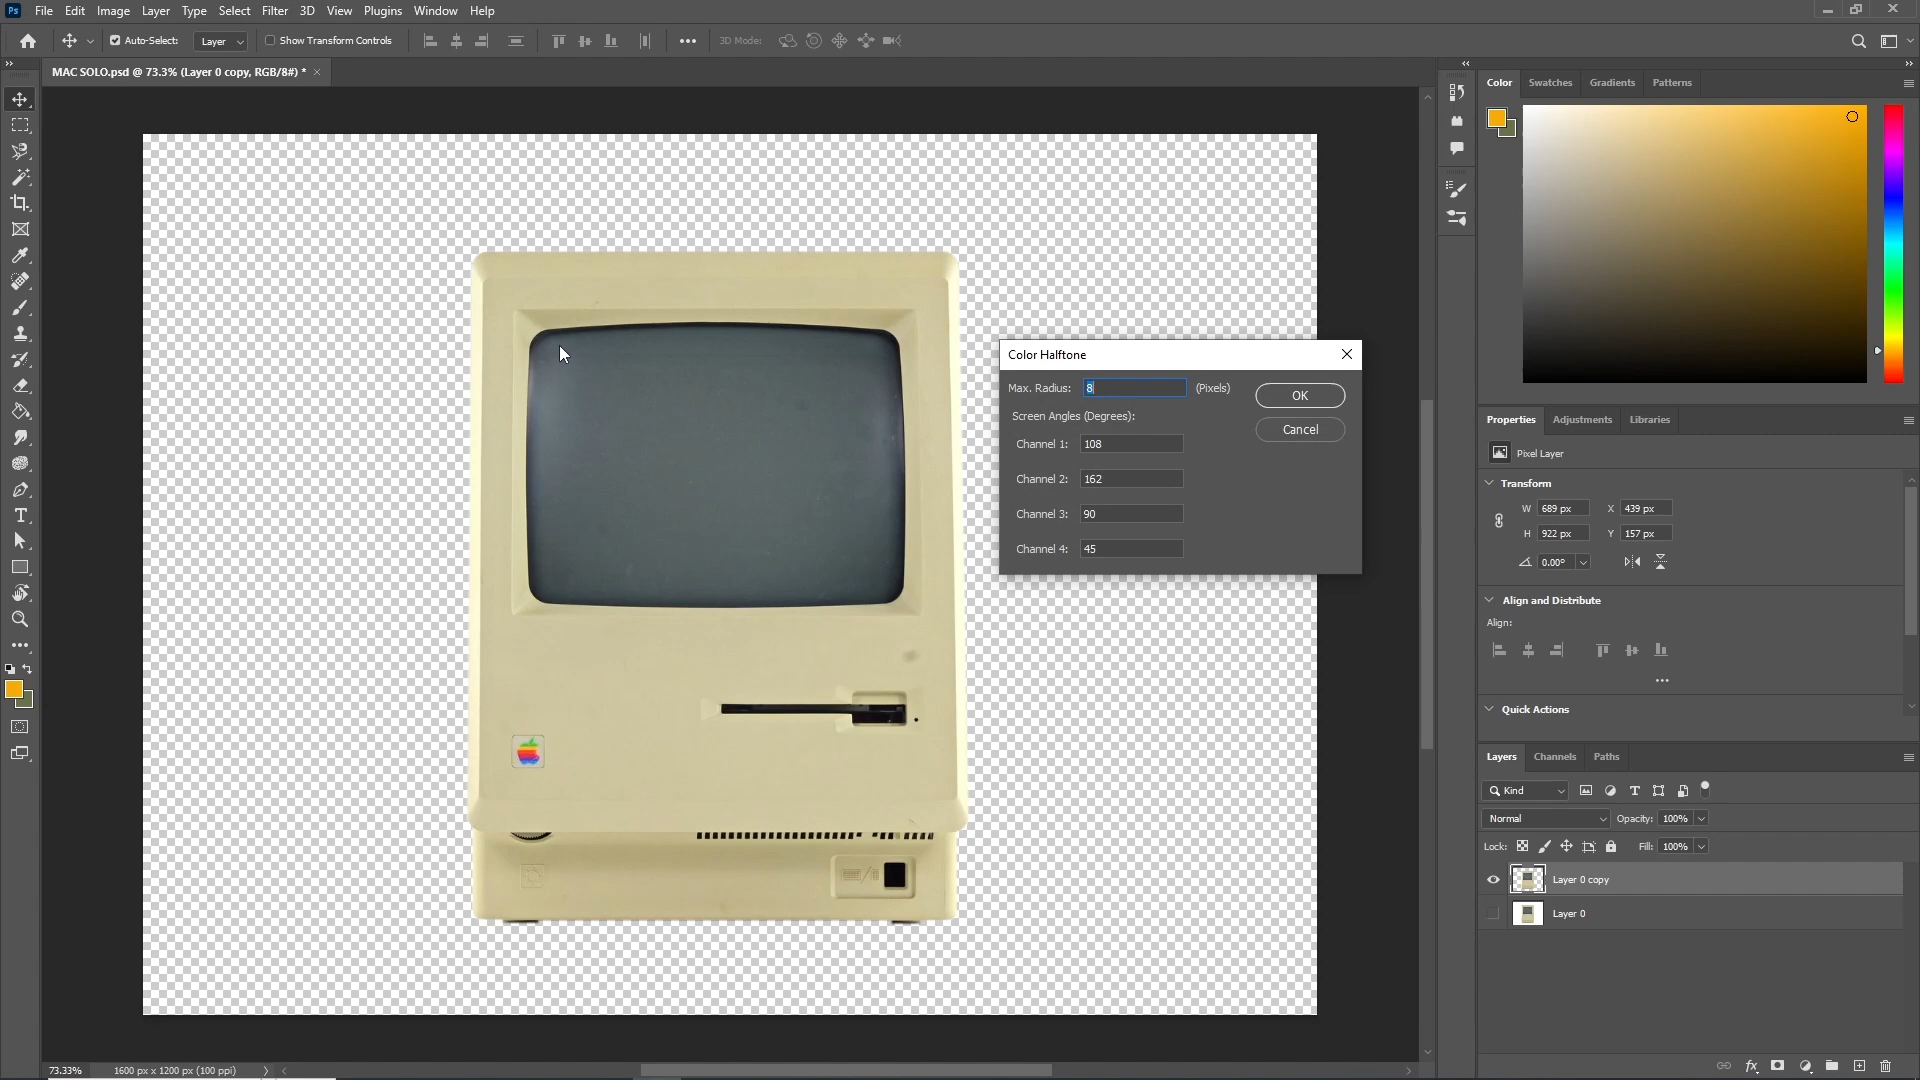 Ps File Edit Image Layer Type Select Filter 3D View Plugins Window Help
Auto-Select: Layer Show Transform Controls 3D Mode:
MAC SOLO.psd @ 73.3% (Layer 0 copy, RGB/8#) *
Color Swatches Gradients Patterns
Color Halftone
Max. Radius: 8 (Pixels) OK
Screen Angles (Degrees): Cancel
Channel 1: 108
Channel 2: 162
Channel 3: 90
Channel 4: 45
Properties Adjustments Libraries
Pixel Layer
Transform
W 689 px X 439 px
H 922 px Y 157 px
0.00°
Align and Distribute
Align:
Quick Actions
Layers Channels Paths
Kind
Normal Opacity: 100%
Lock: Fill: 100%
Layer 0 copy
Layer 0
fx
73.33% 1600 px x 1200 px (100 ppi)